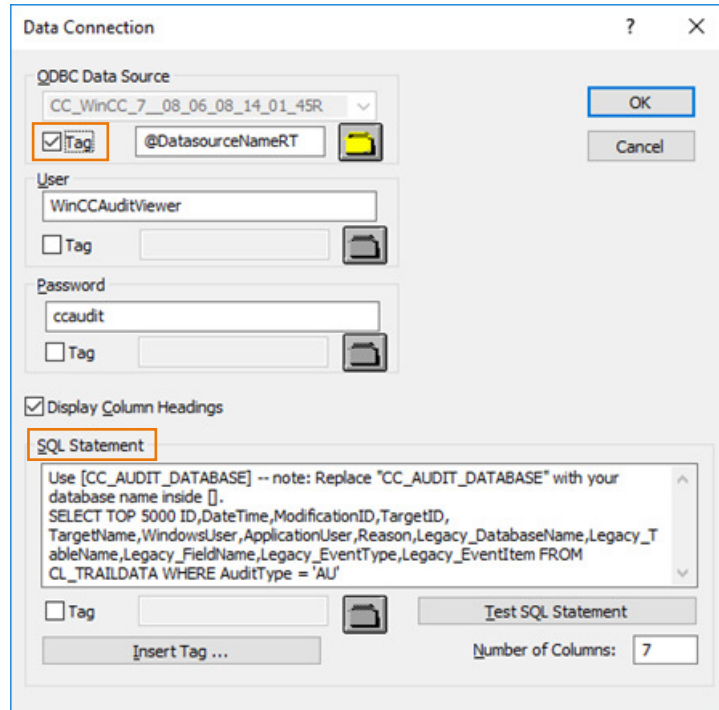 Data Connection ?
ODBC Data Source
CC_WinCC_7__08_06_08_14_01_45R
OK
Tag @DatasourceNameRT
Cancel
User
WinCCAuditViewer
Tag
Password
ccaudit
Tag
Display Column Headings
SQL Statement
Use [CC_AUDIT_DATABASE] -- note: Replace "CC_AUDIT_DATABASE" with your
database name inside [].
SELECT TOP 5000 ID,DateTime,ModificationID,TargetID,
TargetName,WindowsUser,ApplicationUser,Reason,Legacy_DatabaseName,Legacy_T
ableName,Legacy_FieldName,Legacy_EventType,Legacy_EventItem FROM
CL_TRAILDATA WHERE AuditType = 'AU'
Tag Test SQL Statement
Insert Tag ... Number of Columns: 7